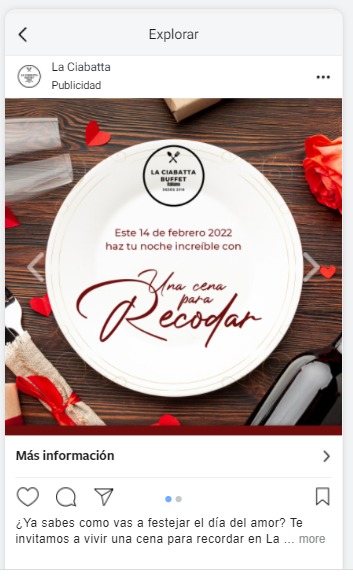 Explorar
La Ciabatta
Publicidad
LA CIABATTA
BUFFET
Italiano
Este 14 de febrero 2022
haz tu noche increíble con
Una cena
para
Recodar
Más información
¿Ya sabes como vas a festejar el día del amor? Te
invitamos a vivir una cena para recordar en La ... more